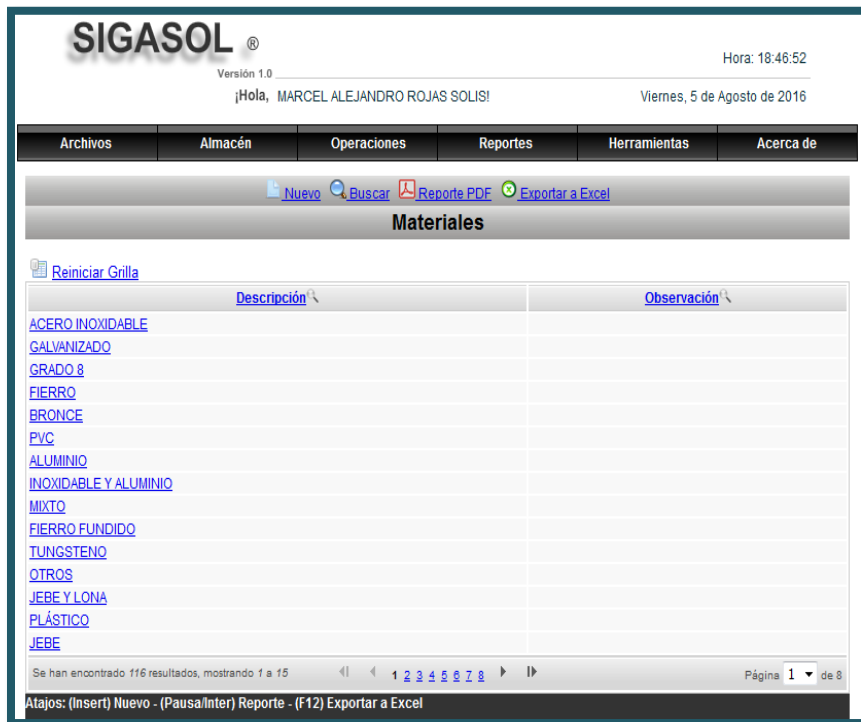 SIGASOL ®
Versión 1.0
Hora: 18:46:52
¡Hola, MARCEL ALEJANDRO ROJAS SOLIS!
Viernes, 5 de Agosto de 2016
Archivos Almacén Operaciones Reportes Herramientas Acerca de
Nuevo Buscar Reporte PDF Exportar a Excel
Materiales
Reiniciar Grilla
Descripción Observación
ACERO INOXIDABLE
GALVANIZADO
GRADO 8
FIERRO
BRONCE
PVC
ALUMINIO
INOXIDABLE Y ALUMINIO
MIXTO
FIERRO FUNDIDO
TUNGSTENO
OTROS
JEBE Y LONA
PLÁSTICO
JEBE
Se han encontrado 116 resultados, mostrando 1 a 15 1 2 3 4 5 6 7 8 Página 1 de 8
Atajos: (Insert) Nuevo - (Pausa/Inter) Reporte - (F12) Exportar a Excel